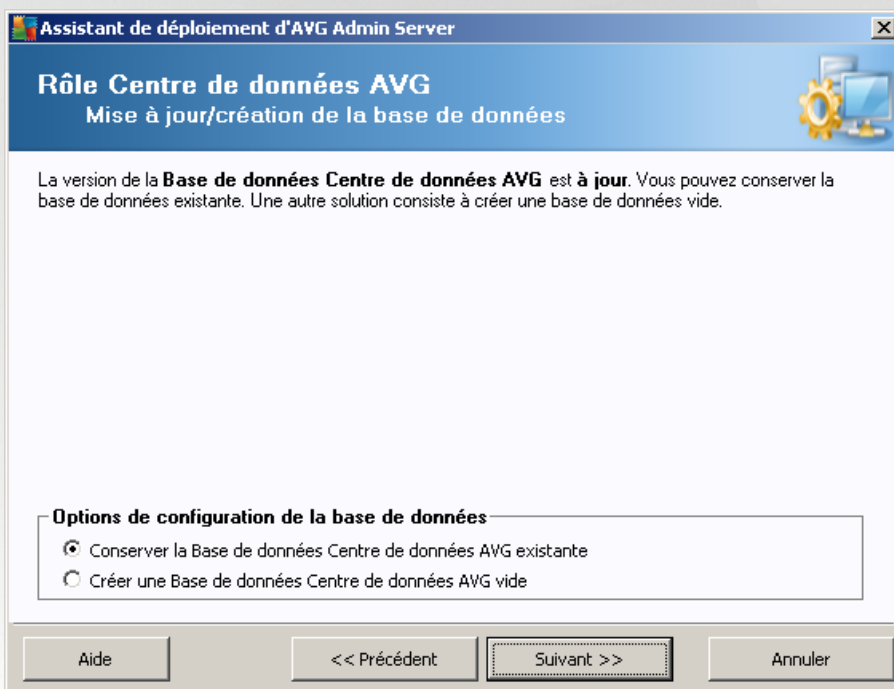 Assistant de déploiement d'AVG Admin Server
Rôle Centre de données AVG
Mise à jour/création de la base de données
La version de la Base de données Centre de données AVG est à jour. Vous pouvez conserver la
base de données existante. Une autre solution consiste à créer une base de données vide.
Options de configuration de la base de données
Conserver la Base de données Centre de données AVG existante
Créer une Base de données Centre de données AVG vide
Aide
<< Précédent
Suivant >>
Annuler